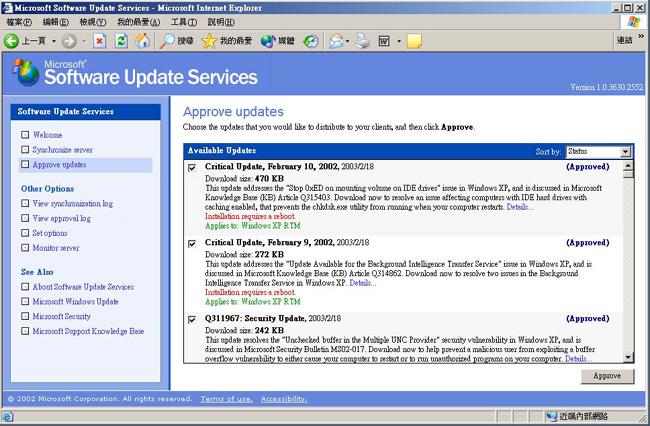 Microsoft Software Update Services - Microsoft Internet Explorer
檔案(F) 編輯(E) 檢視(V) 我的最愛(A) 工具(T) 說明(H)
上一頁 搜尋 我的最愛 媒體 連結 »
Microsoft®
Software Update Services
Version 1.0.3630.2552
Software Update Services
Welcome
Synchronize server
Approve updates
Other Options
View synchronization log
View approval log
Set options
Monitor server
See Also
About Software Update Services
Microsoft Windows Update
Microsoft Security
Microsoft Support Knowledge Base
Approve updates
Choose the updates that you would like to distribute to your clients, and then click Approve.
Available Updates Sort by: Status
Critical Update, February 10, 2002, 2003/2/18 (Approved)
Download size: 470 KB
This update addresses the "Stop 0xED on mounting volume on IDE drives" issue in Windows XP, and is discussed in Microsoft
Knowledge Base (KB) Article Q315403. Download now to resolve an issue affecting computers with IDE hard drives with
caching enabled, that prevents the chkdsk.exe utility from running when your computer restarts. Details...
Installation requires a reboot.
Applies to: Windows XP RTM
Critical Update, February 9, 2002, 2003/2/18 (Approved)
Download size: 272 KB
This update addresses the "Update Available for the Background Intelligence Transfer Service" issue in Windows XP, and is
discussed in Microsoft Knowledge Base (KB) Article Q314862. Download now to resolve two issues in the Background
Intelligence Transfer Service in Windows XP. Details...
Installation requires a reboot.
Applies to: Windows XP RTM
Q311967: Security Update, 2003/2/18 (Approved)
Download size: 242 KB
This update resolves the "Unchecked buffer in the Multiple UNC Provider" security vulnerability in Windows XP, and is
discussed in Microsoft Security Bulletin MS02-017. Download now to help prevent a malicious user from exploiting a buffer
overflow vulnerability to either cause your computer to restart or to run unauthorized programs on your computer. Details...
Approve
© 2002 Microsoft Corporation. All rights reserved. Terms of use. Accessibility.
近端內部網路